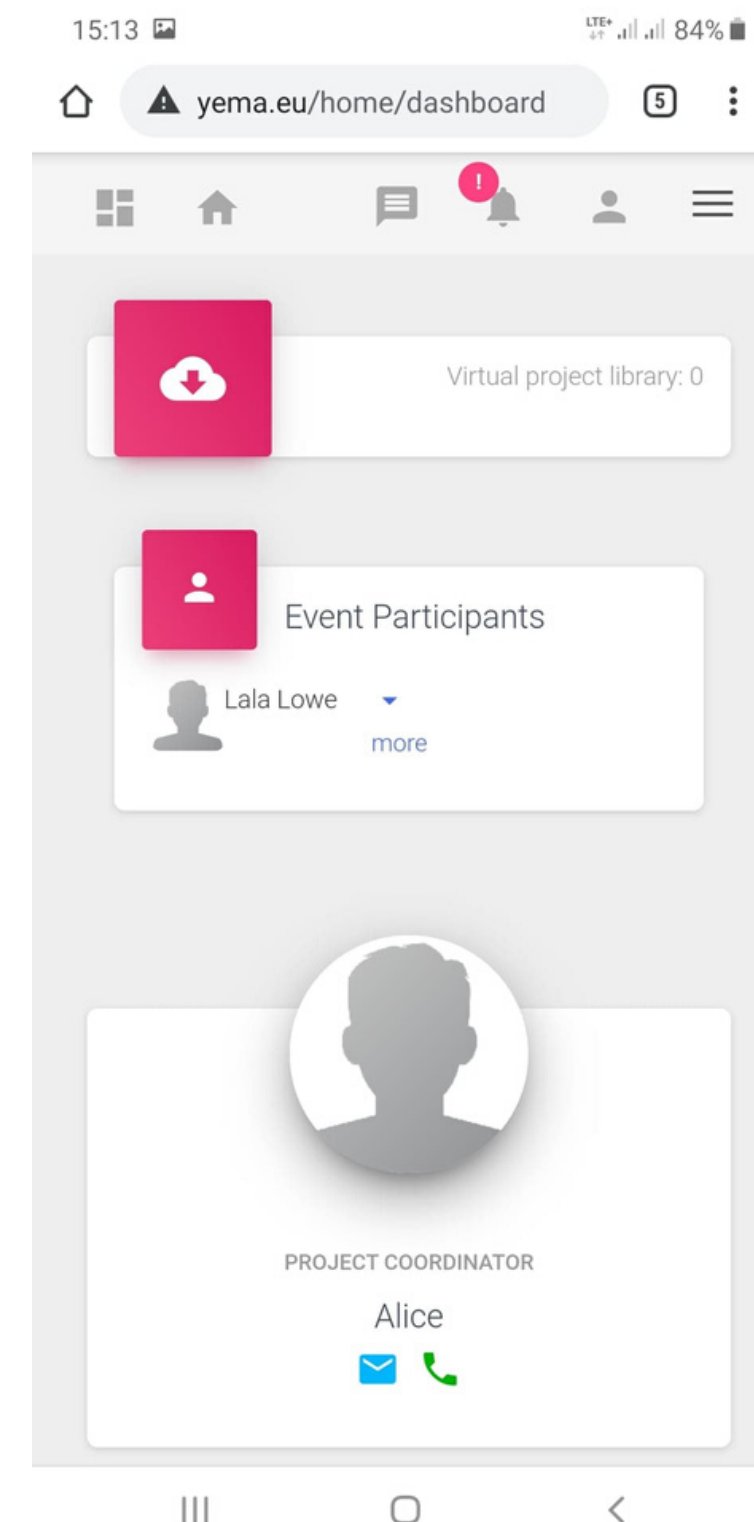 15:13 LTE+ 84%
yema.eu/home/dashboard 5
!
Virtual project library: 0
Event Participants
Lala Lowe
more
PROJECT COORDINATOR
Alice